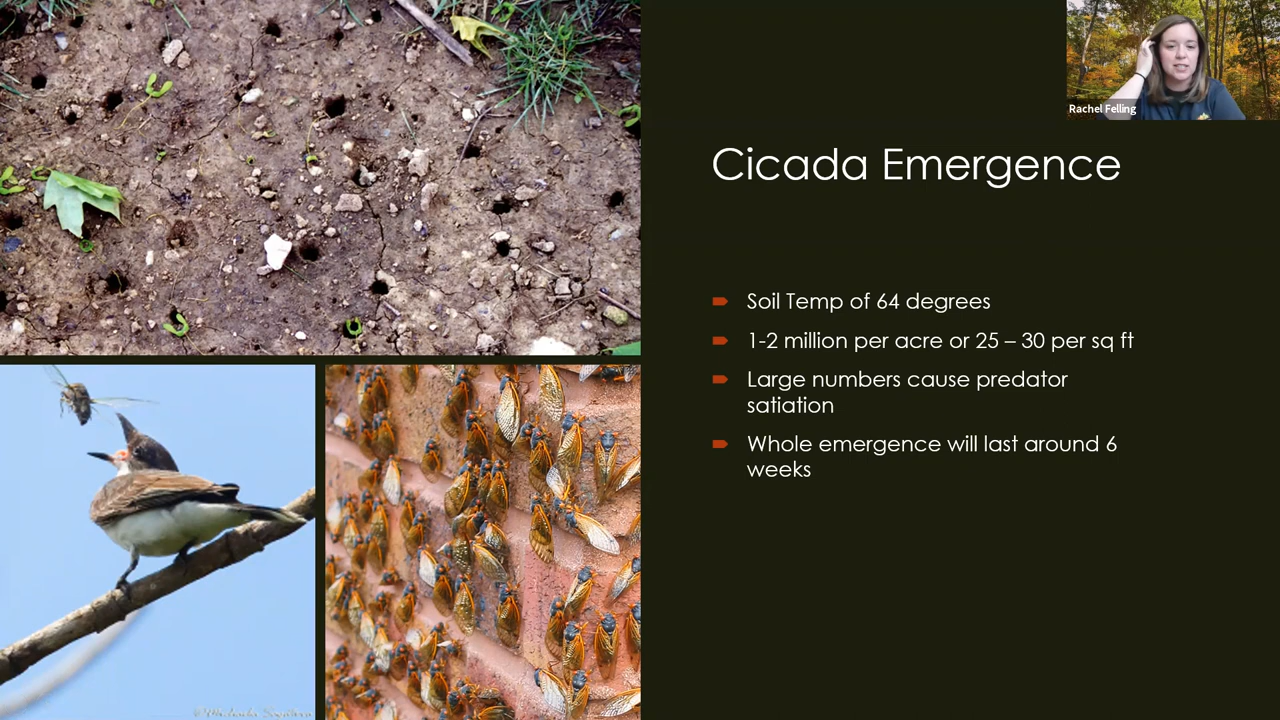 Rachel Felling
Cicada Emergence
Soil Temp of 64 degrees
1-2 million per acre or 25 – 30 per sq ft
Large numbers cause predator
satiation
Whole emergence will last around 6
weeks